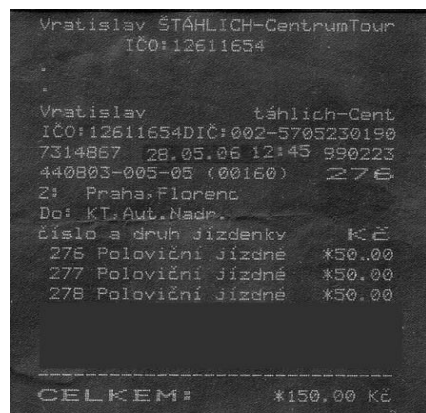 Vratislav ŠTÁHLICH-CentrumTour
IČO:12611654
.
.
Vratislav táhlich-Cent
IČO:12611654DIČ:002-5705230190
7314867 28.05.06 12:45 990223
440803-005-05 (00160) 276
Z: Praha,Florenc
Do: KT,Aut.Nadr.
číslo a druh jízdenky Kč
276 Poloviční jízdné *50.00
277 Poloviční jízdné *50.00
278 Poloviční jízdné *50.00
CELKEM: *150.00 Kč